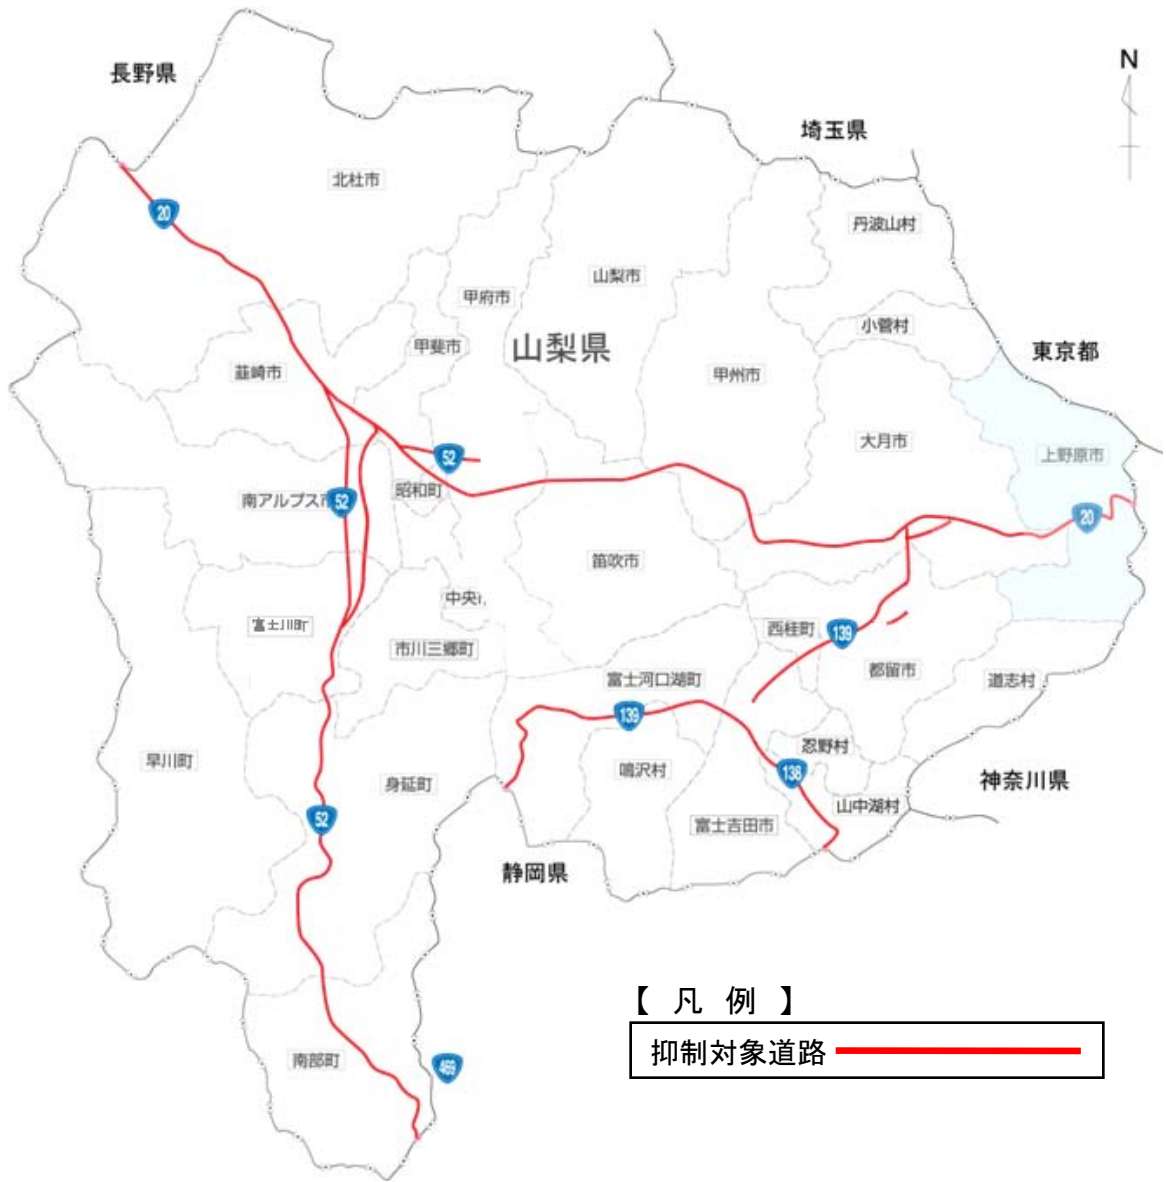 N
長野県
埼玉県
北杜市
20
丹波山村
山梨市
甲府市
小菅村
甲斐市
山梨県
東京都
韮崎市
甲州市
大月市
上野原市
52
昭和町
南アルプス市
52
20
笛吹市
中央市
富士川町
西桂町
139
市川三郷町
都留市
富士河口湖町
道志村
139
忍野村
早川町
鳴沢村
138
身延町
神奈川県
山中湖村
52
富士吉田市
静岡県
【 凡 例 】
抑制対象道路
南部町
469